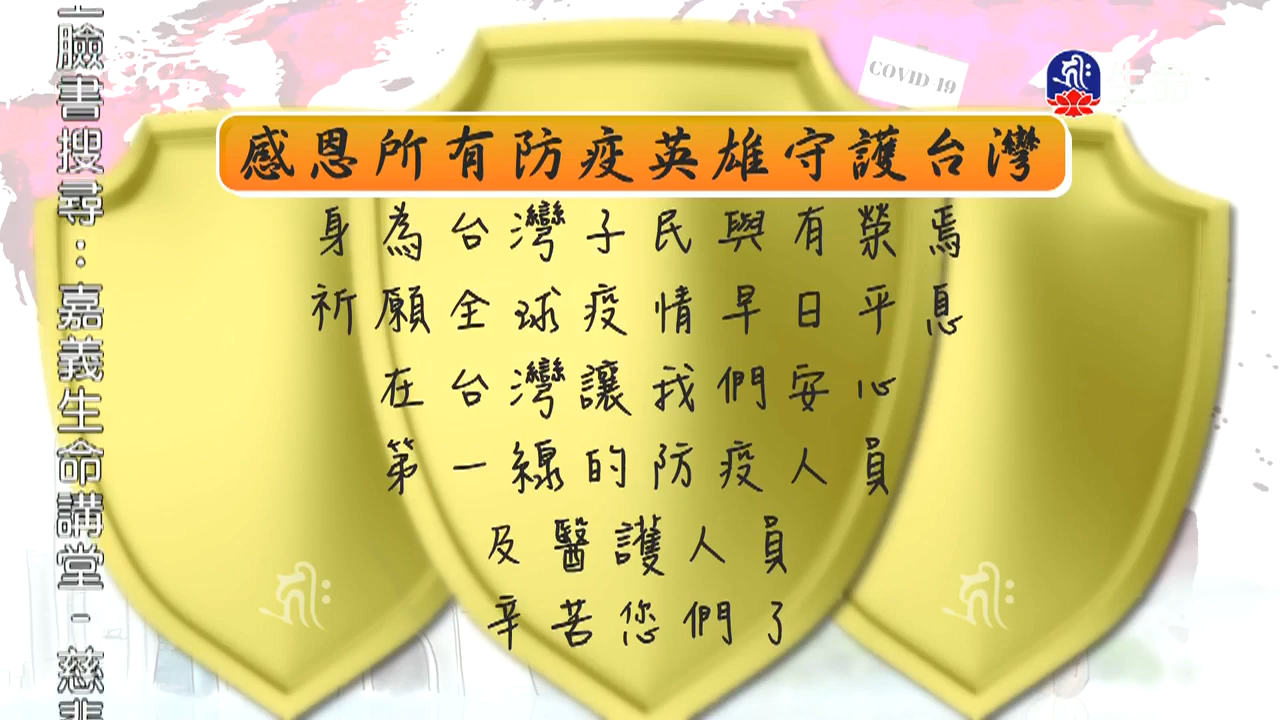 COVID-19
生命
感恩所有防疫英雄守護台灣
身為台灣子民與有榮焉
祈願全球疫情早日平息
在台灣讓我們安心
第一線的防疫人員
及醫護人員
辛苦您們了
臉書搜尋：嘉義生命講堂-慈悲